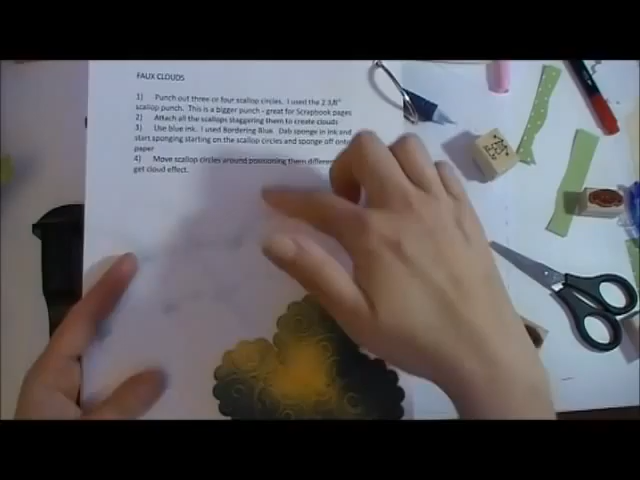 FAUX CLOUDS
1) Punch out three or four scallop circles. I used the 2 3/8"
scallop punch. This is a bigger punch - great for Scrapbook pages
2) Attach all the scallops staggering them to create clouds
3) Use blue ink. I used Bordering Blue. Dab sponge in ink and
start sponging starting on the scallop circles and sponge off onto
paper
4) Move scallop circles around positioning them
get cloud effect.